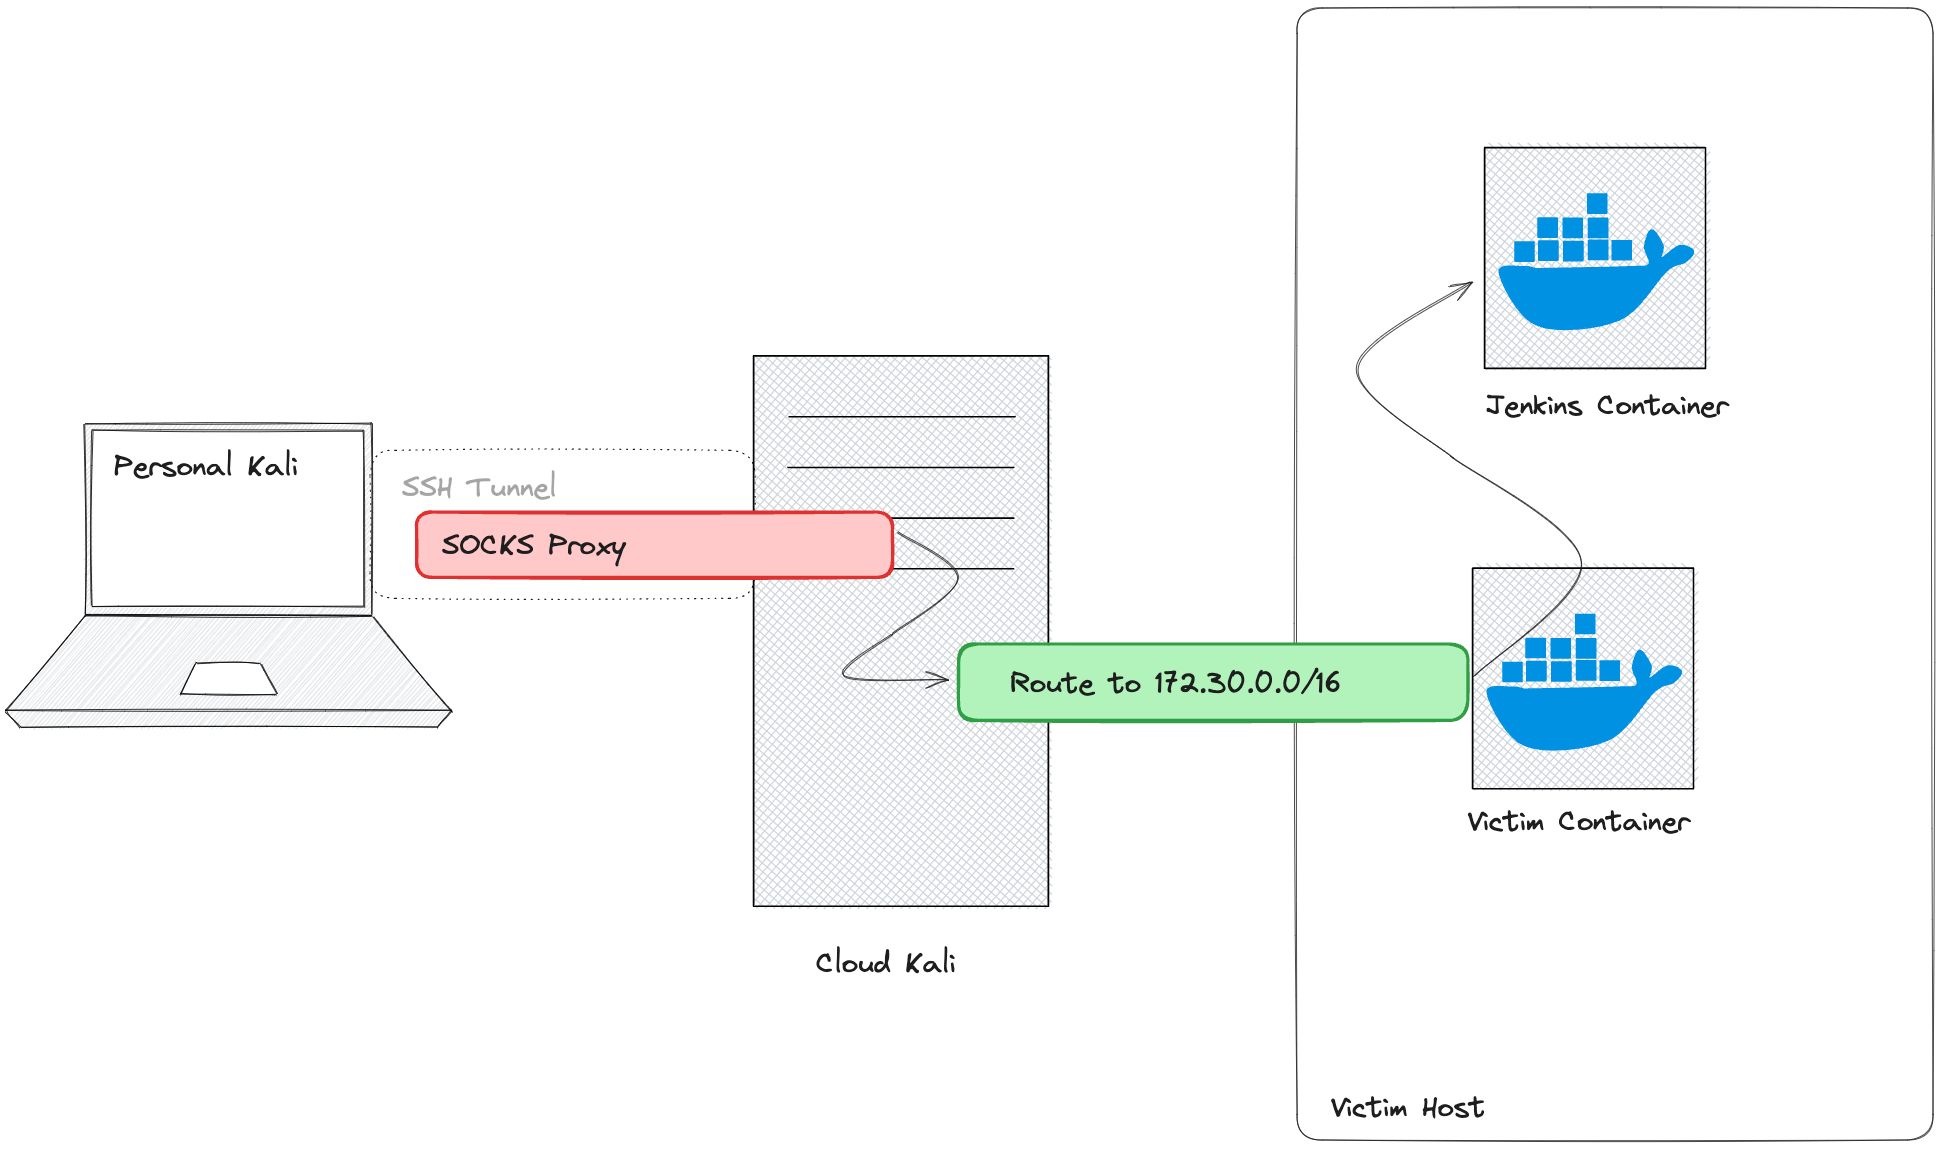 Personal Kali
SSH Tunnel
SOCKS Proxy
Cloud Kali
Route to 172.30.0.0/16
Jenkins Container
Victim Container
Victim Host